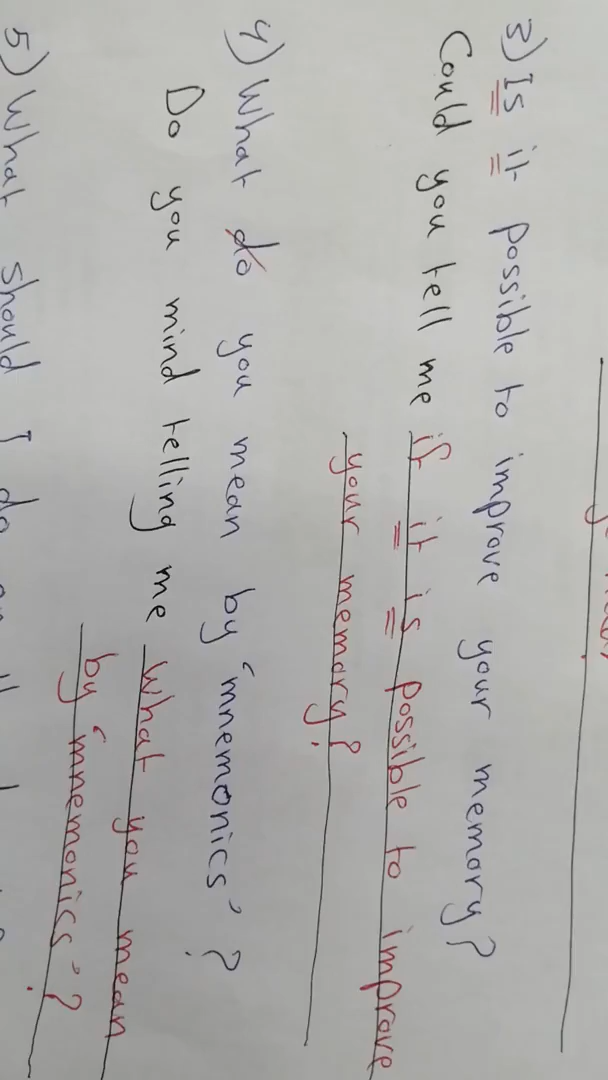 3) Is it possible to improve your memory?
Could you tell me if it is possible to improve
your memory?
4) What do you mean by 'mnemonics'?
Do you mind telling me what you mean
by 'mnemonics'?
5) What should I do